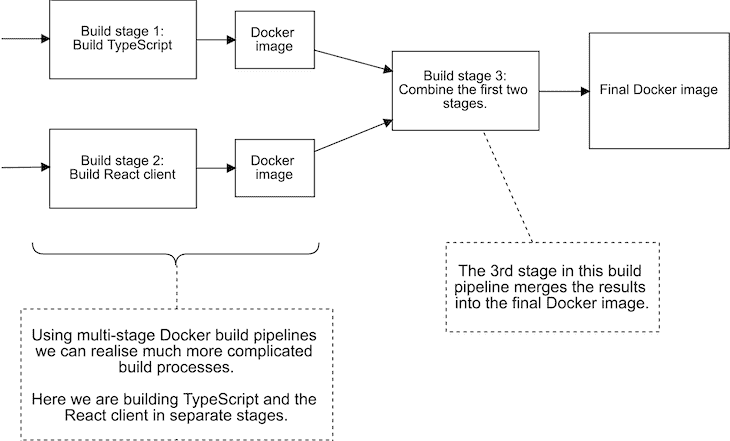 Build stage 1:
Build TypeScript
Docker
image
Build stage 3:
Combine the first two
stages.
Final Docker image
Build stage 2:
Build React client
Docker
image
The 3rd stage in this build
pipeline merges the results
into the final Docker image.
Using multi-stage Docker build pipelines
we can realise much more complicated
build processes.
Here we are building TypeScript and the
React client in separate stages.